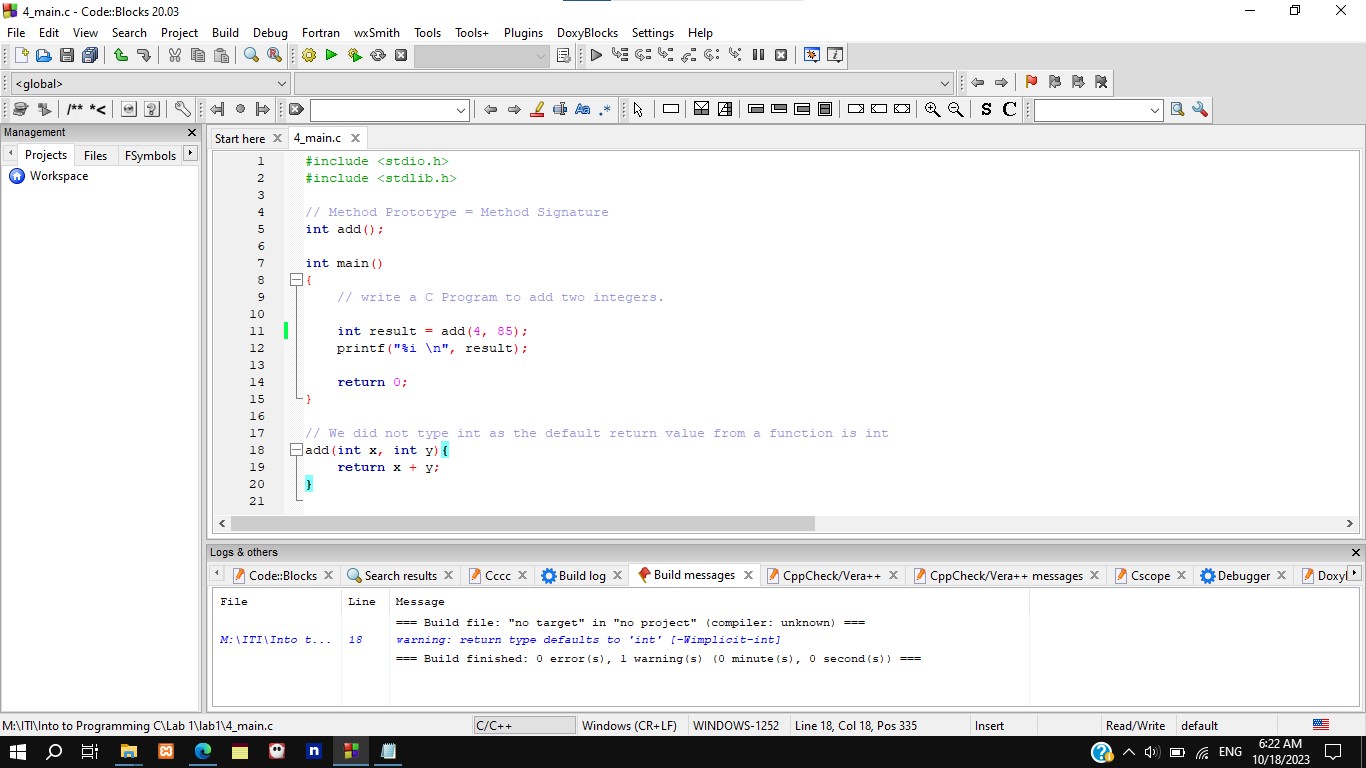 4_main.c - Code::Blocks 20.03
File Edit View Search Project Build Debug Fortran wxSmith Tools Tools+ Plugins DoxyBlocks Settings Help
<global>
/** *<
Aa .*
S C
Management
Projects Files FSymbols
Workspace
Start here 4_main.c
1 #include <stdio.h>
2 #include <stdlib.h>
3
4 // Method Prototype = Method Signature
5 int add();
6
7 int main()
8 {
9 // write a C Program to add two integers.
10
11 int result = add(4, 85);
12 printf("%i \n", result);
13
14 return 0;
15 }
16
17 // We did not type int as the default return value from a function is int
18 add(int x, int y){
19 return x + y;
20 }
21
Logs & others
Code::Blocks Search results Cccc Build log Build messages CppCheck/Vera++ CppCheck/Vera++ messages Cscope Debugger Doxyl
File Line Message
=== Build file: "no target" in "no project" (compiler: unknown) ===
M:\ITI\Into t... 18 warning: return type defaults to 'int' [-Wimplicit-int]
=== Build finished: 0 error(s), 1 warning(s) (0 minute(s), 0 second(s)) ===
M:\ITI\Into to Programming C\Lab 1\lab1\4_main.c C/C++ Windows (CR+LF) WINDOWS-1252 Line 18, Col 18, Pos 335 Insert Read/Write default
ENG
6:22 AM
10/18/2023